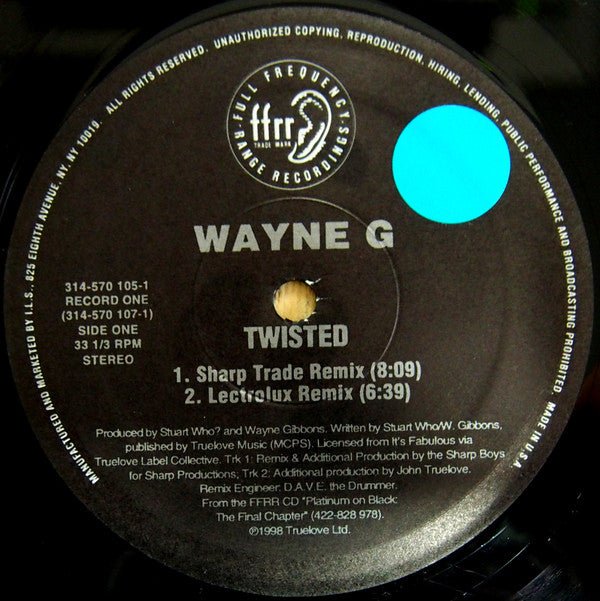 MANUFACTURED AND MARKETED BY I.L.S., 825 EIGHTH AVENUE, NY, NY 10019. ALL RIGHTS RESERVED. UNAUTHORIZED COPYING, REPRODUCTION, HIRING, LENDING, PUBLIC PERFORMANCE AND BROADCASTING PROHIBITED MADE IN U.S.A
FULL FREQUENCY
ffrr
TRADE MARK
RANGE RECORDINGS
WAYNE G
314-570 105-1
RECORD ONE
(314-570 107-1)
SIDE ONE
33 1/3 RPM
STEREO
TWISTED
1. Sharp Trade Remix (8:09)
2. Lectrolux Remix (6:39)
Produced by Stuart Who? and Wayne Gibbons. Written by Stuart Who/W. Gibbons,
published by Truelove Music (MCPS). Licensed from It's Fabulous via
Truelove Label Collective. Trk 1: Remix & Additional Production by the Sharp Boys
for Sharp Productions; Trk 2: Additional production by John Truelove.
Remix Engineer: D.A.V.E. the Drummer.
From the FFRR CD "Platinum on Black:
The Final Chapter" (422-828 978).
℗1998 Truelove Ltd.